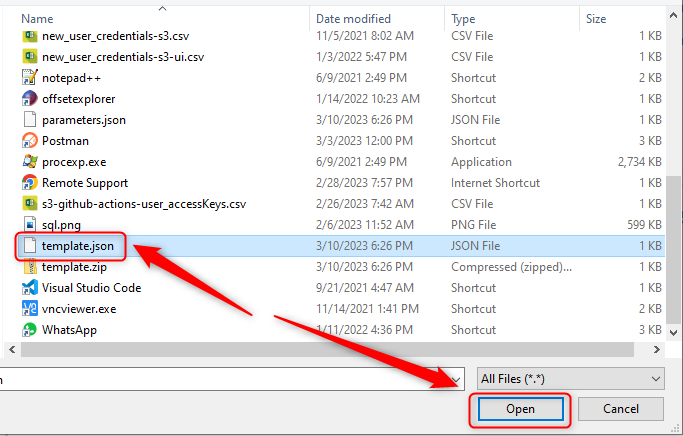 Name Date modified Type Size
new_user_credentials-s3.csv 11/5/2021 8:02 AM CSV File 1 KB
new_user_credentials-s3-ui.csv 1/3/2022 5:47 PM CSV File 1 KB
notepad++ 6/9/2021 2:49 PM Shortcut 2 KB
offsetexplorer 1/14/2022 10:23 AM Shortcut 1 KB
parameters.json 3/10/2023 6:26 PM JSON File 1 KB
Postman 3/3/2023 12:00 PM Shortcut 3 KB
procexp.exe 6/9/2021 2:49 PM Application 2,734 KB
Remote Support 2/28/2023 7:57 PM Internet Shortcut 1 KB
s3-github-actions-user_accessKeys.csv 2/26/2023 7:42 AM CSV File 1 KB
sql.png 2/6/2023 11:52 AM PNG File 599 KB
template.json 3/10/2023 6:26 PM JSON File 1 KB
template.zip 3/10/2023 6:26 PM Compressed (zipped)... 1 KB
Visual Studio Code 9/21/2021 4:47 AM Shortcut 2 KB
vncviewer.exe 11/14/2021 1:41 PM Shortcut 2 KB
WhatsApp 1/11/2022 4:36 PM Shortcut 3 KB
n All Files (*.*)
Open Cancel